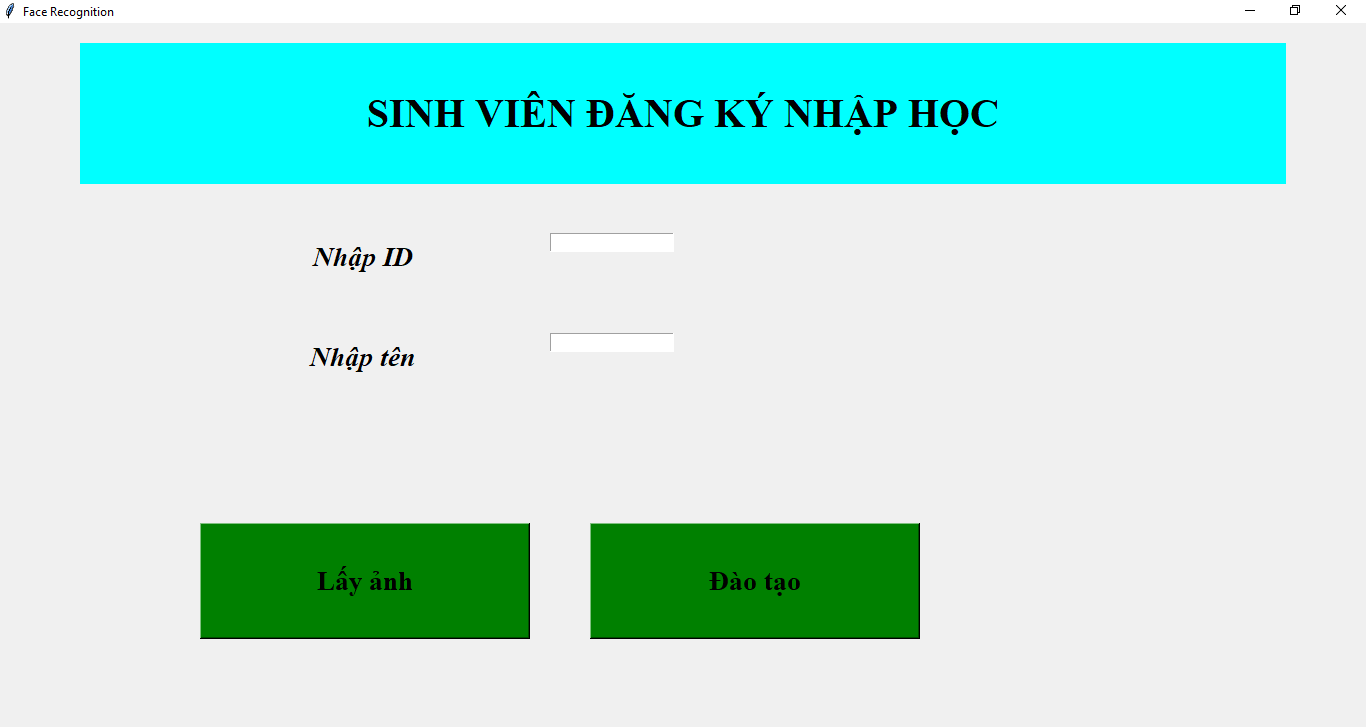 Face Recognition
SINH VIÊN ĐĂNG KÝ NHẬP HỌC
Nhập ID
Nhập tên
Lấy ảnh
Đào tạo